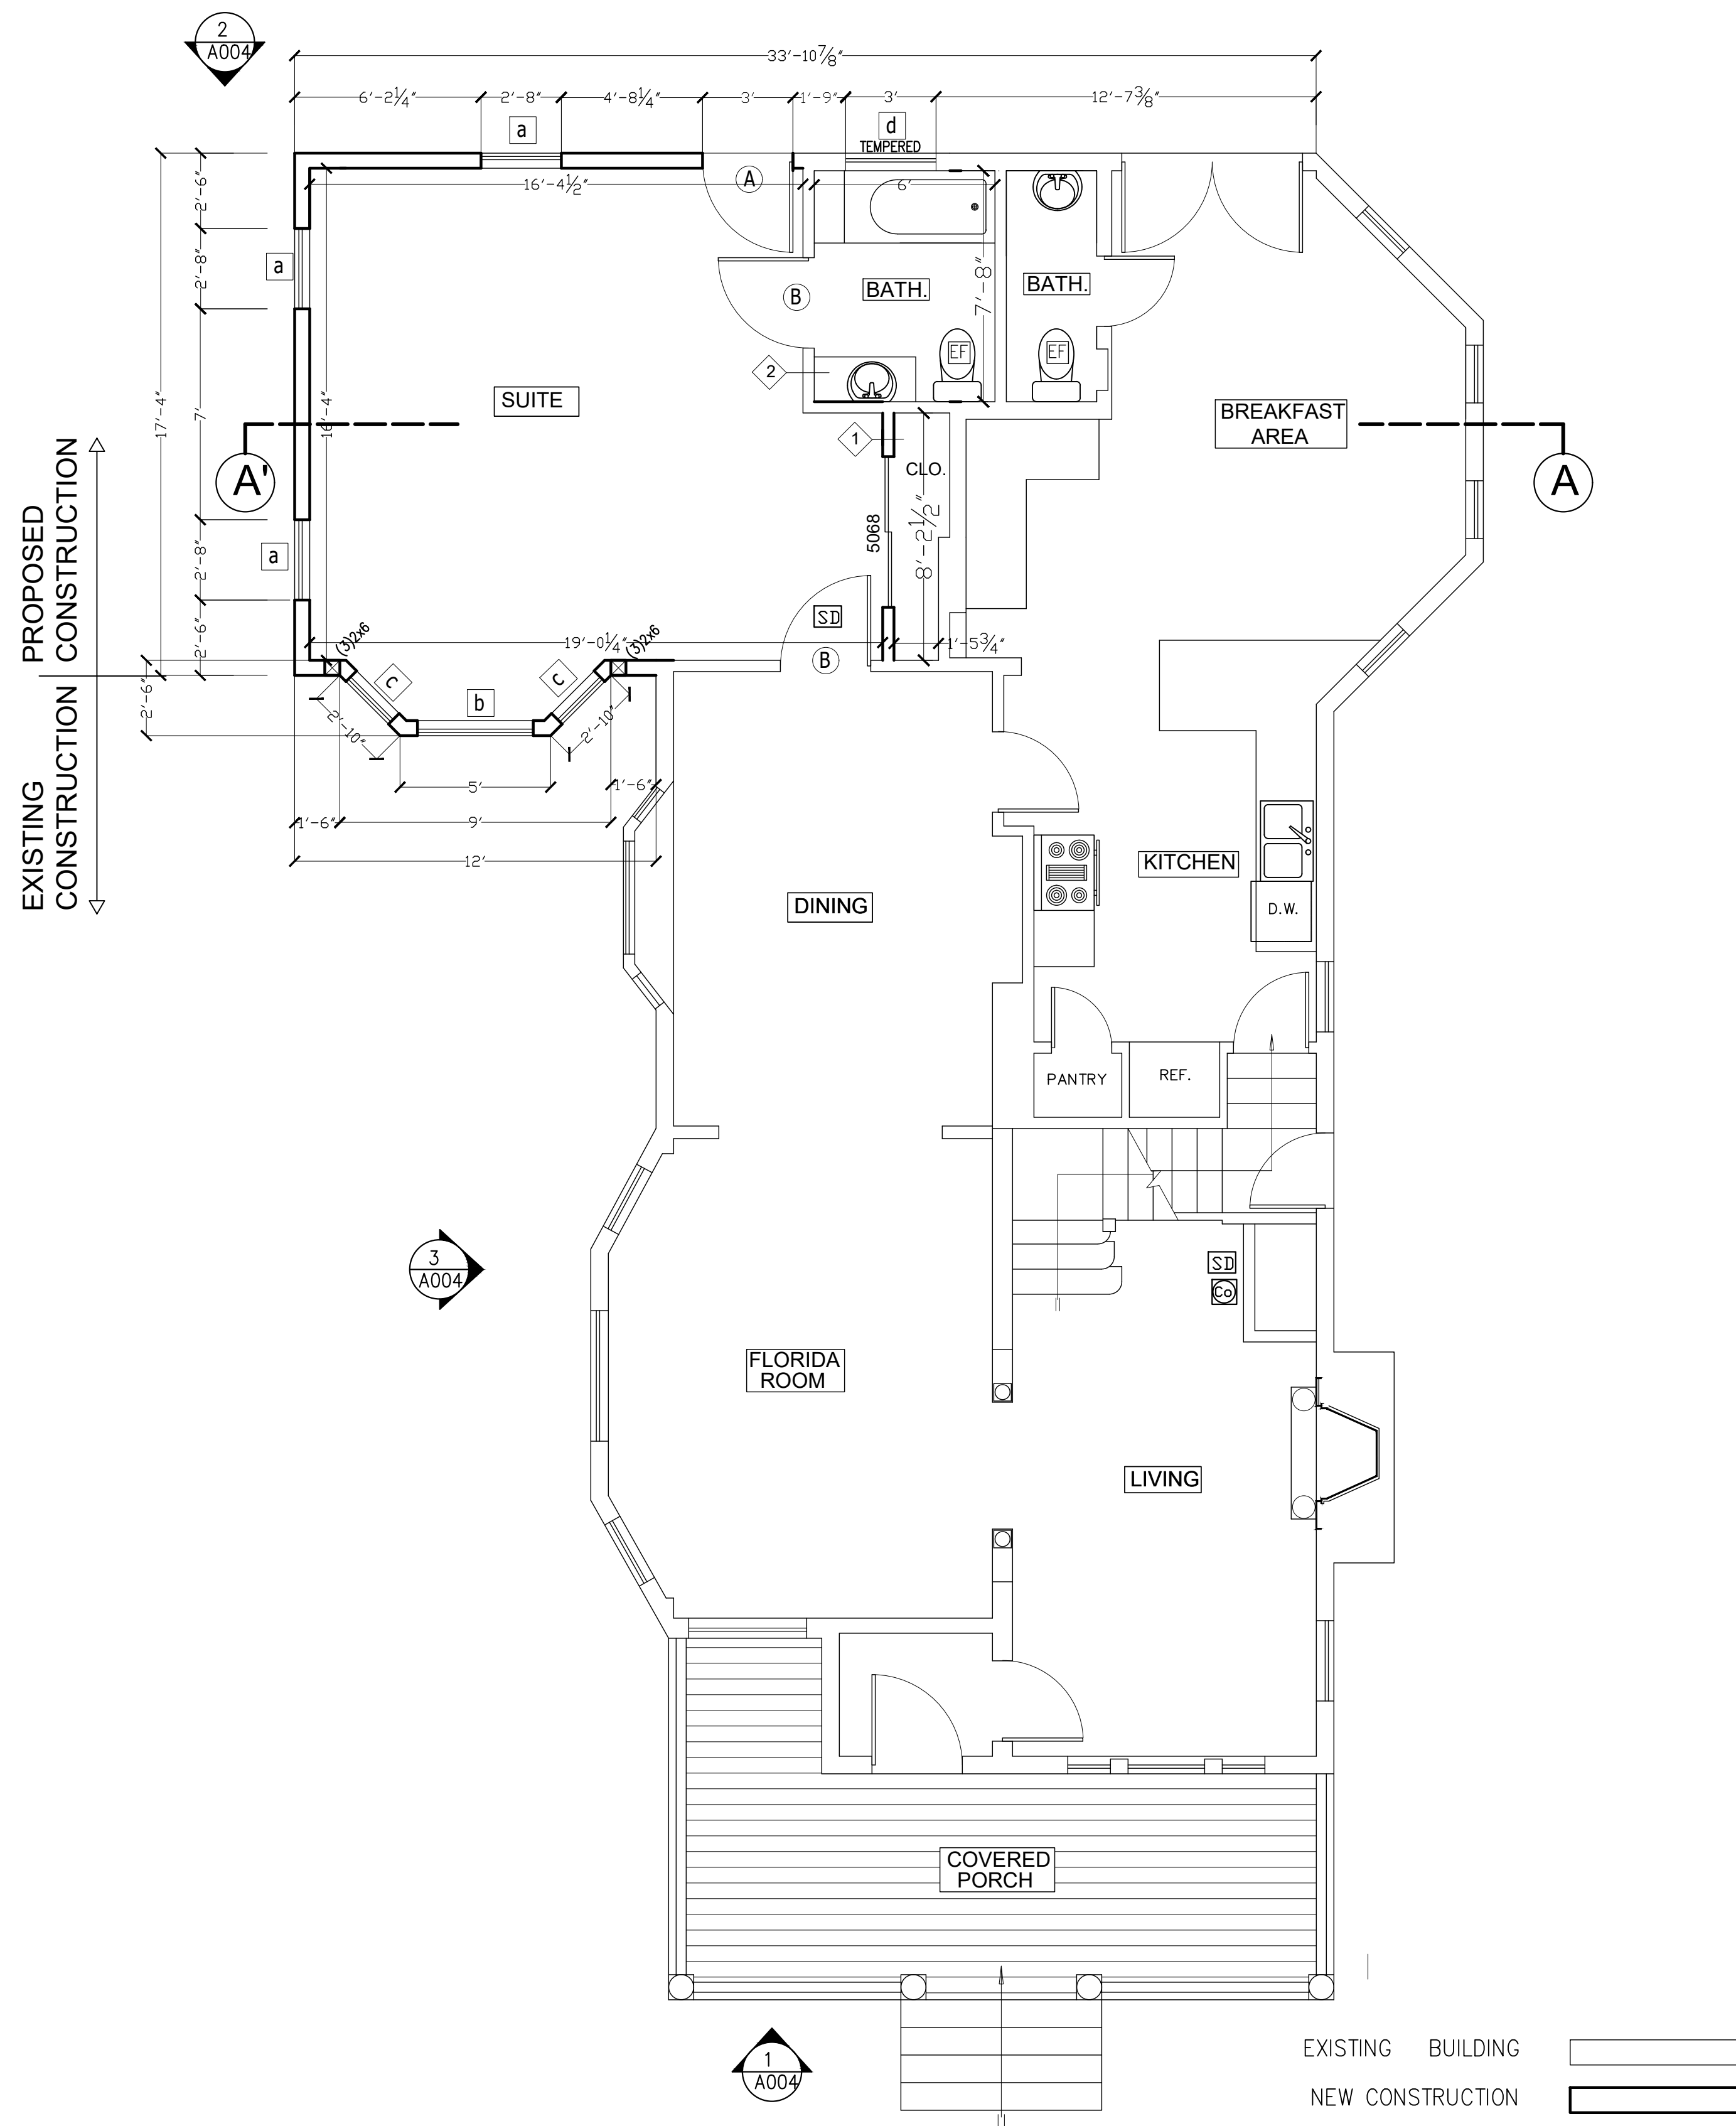 2
A004
33'-10 7/8"
6'-2 1/4"
2'-8"
4'-8 1/4"
3'
1'-9"
3'
12'-7 3/8"
a
d
TEMPERED
16'-4 1/2"
A
6'
2'-6"
2'-8"
a
7'
17'-4"
16'-4"
B
BATH.
7'-8"
BATH.
EF
EF
2
SUITE
BREAKFAST
AREA
1
CLO.
A'
A
5068
8'-2 1/2"
PROPOSED
CONSTRUCTION
a
2'-8"
2'-6"
SD
(3)2x6
(3)2x6
19'-0 1/4"
1'-5 3/4"
B
c
c
b
2'-6"
2'-10"
2'-10"
5'
1'-6"
1'-6"
9'
12'
EXISTING
CONSTRUCTION
KITCHEN
DINING
D.W.
PANTRY
REF.
3
A004
SD
Co
FLORIDA
ROOM
LIVING
COVERED
PORCH
1
A004
EXISTING BUILDING
NEW CONSTRUCTION